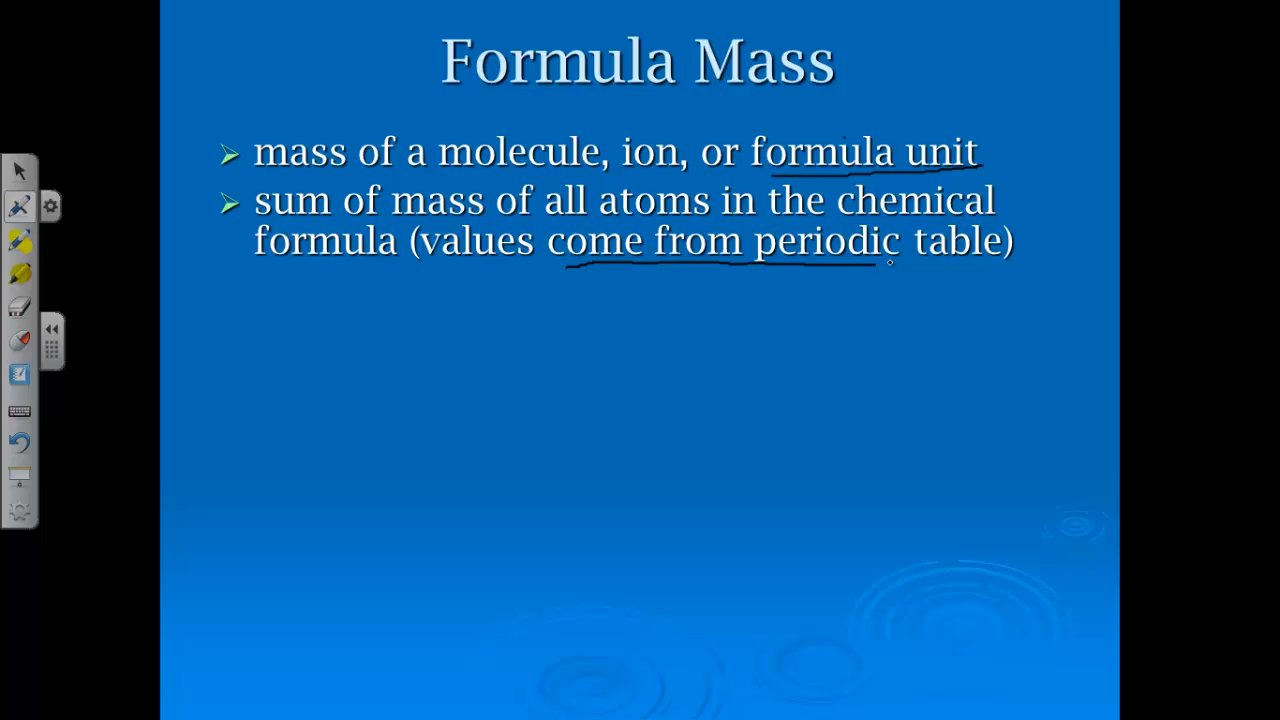 Formula Mass
mass of a molecule, ion, or formula unit
sum of mass of all atoms in the chemical
formula (values come from periodic table)